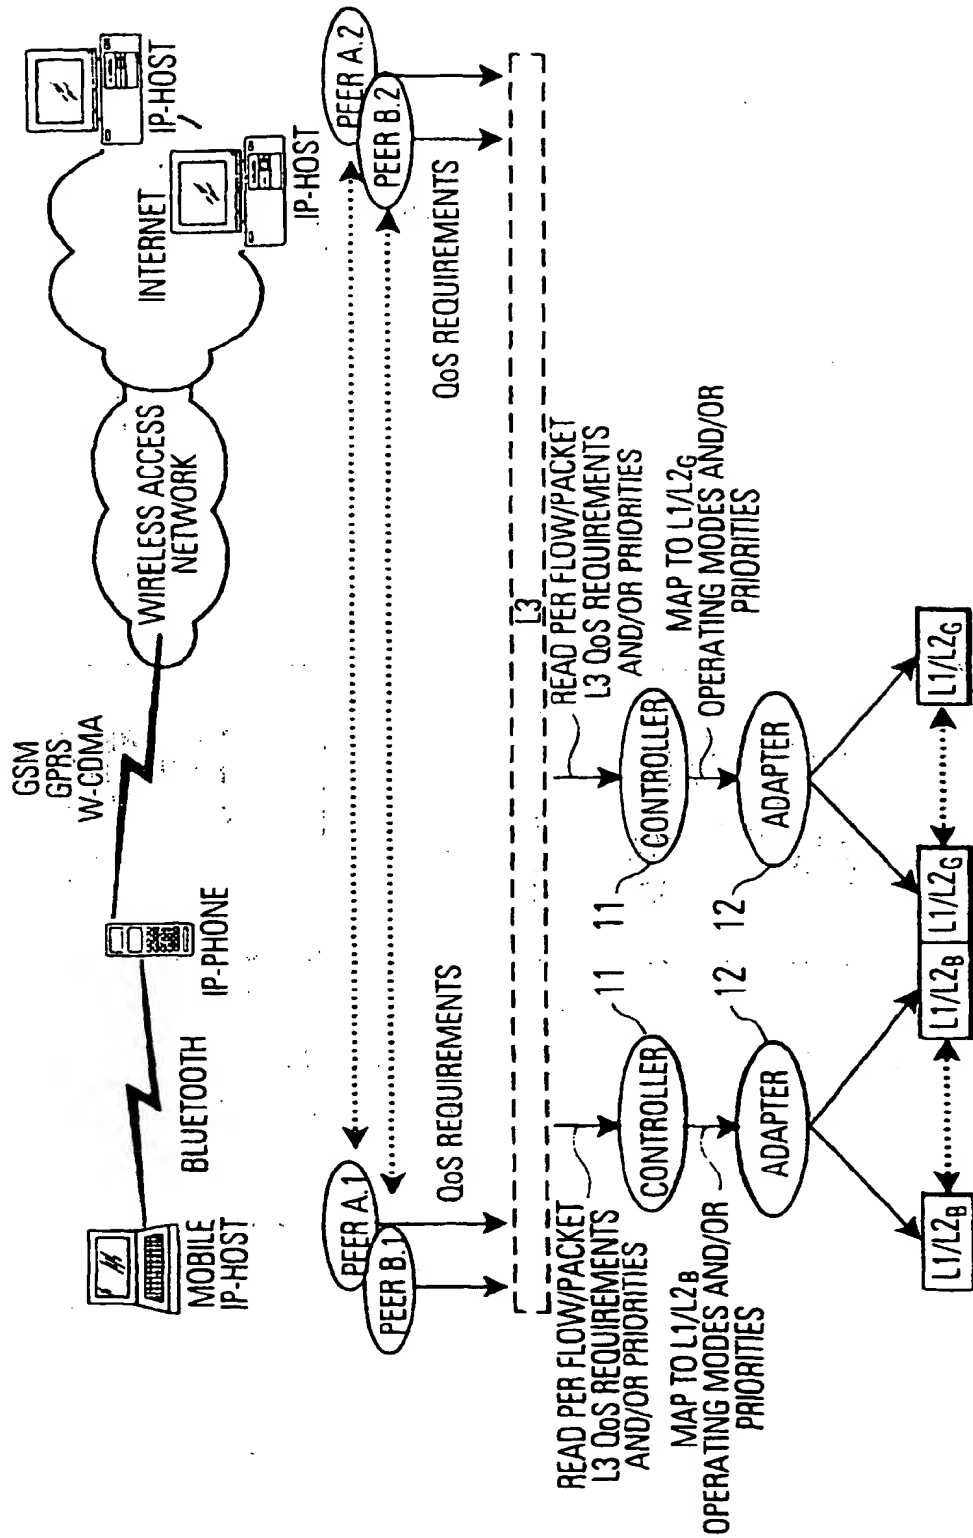 MOBILE
IP-HOST
BLUETOOTH
IP-PHONE
GSM
GPRS
W-CDMA
WIRELESS ACCESS
NETWORK
INTERNET
IP-HOST
IP-HOST
PEER A.1
PEER B.1
QoS REQUIREMENTS
PEER A.2
PEER B.2
QoS REQUIREMENTS
L3
READ PER FLOW/PACKET
L3 QoS REQUIREMENTS
AND/OR PRIORITIES
CONTROLLER
11
MAP TO L1/L2B
OPERATING MODES AND/OR
PRIORITIES
ADAPTER
12
READ PER FLOW/PACKET
L3 QoS REQUIREMENTS
AND/OR PRIORITIES
CONTROLLER
11
MAP TO L1/L2G
OPERATING MODES AND/OR
PRIORITIES
ADAPTER
12
L1/L2B
L1/L2B
L1/L2G
L1/L2G